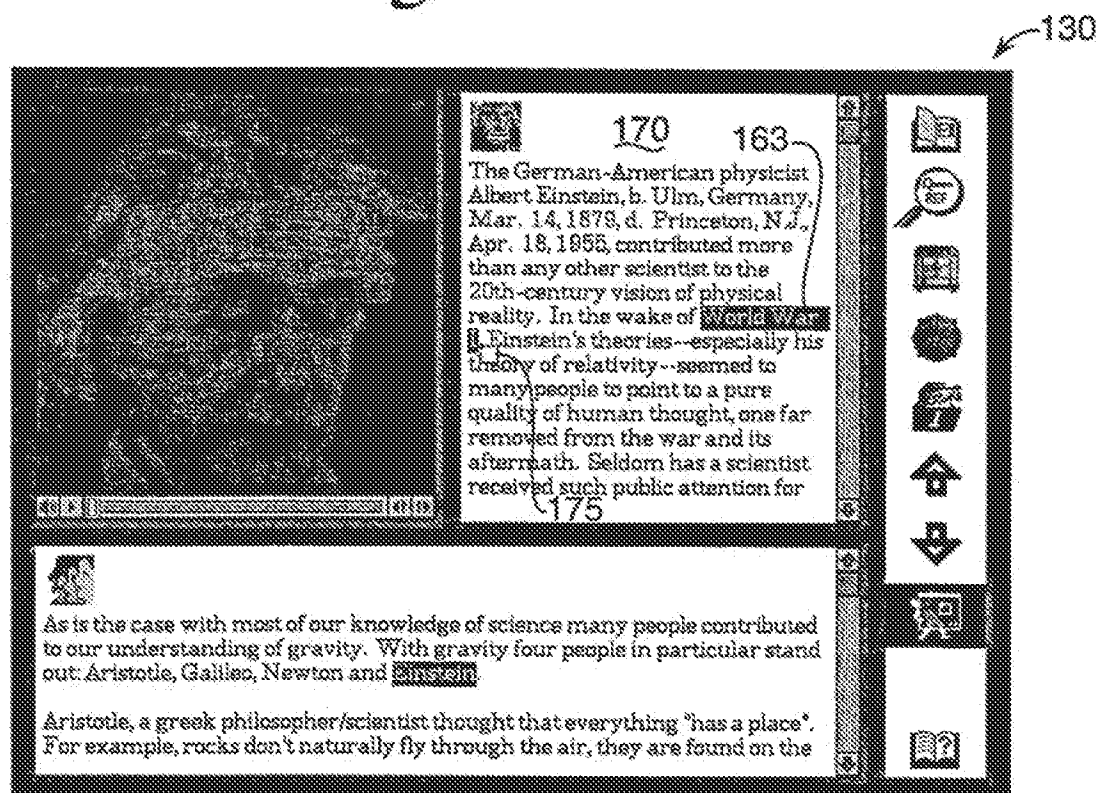 130
170
163
The German-American physicist
Albert Einstein, b. Ulm, Germany,
Mar. 14, 1879, d. Princeton, N.J.,
Apr. 18, 1955, contributed more
than any other scientist to the
20th-century vision of physical
reality. In the wake of World War
I, Einstein's theories--especially his
theory of relativity--seemed to
many people to point to a pure
quality of human thought, one far
removed from the war and its
aftermath. Seldom has a scientist
received such public attention for
175
As is the case with most of our knowledge of science many people contributed
to our understanding of gravity. With gravity four people in particular stand
out: Aristotle, Galileo, Newton and Einstein.
Aristotle, a greek philosopher/scientist thought that everything "has a place".
For example, rocks don't naturally fly through the air, they are found on the